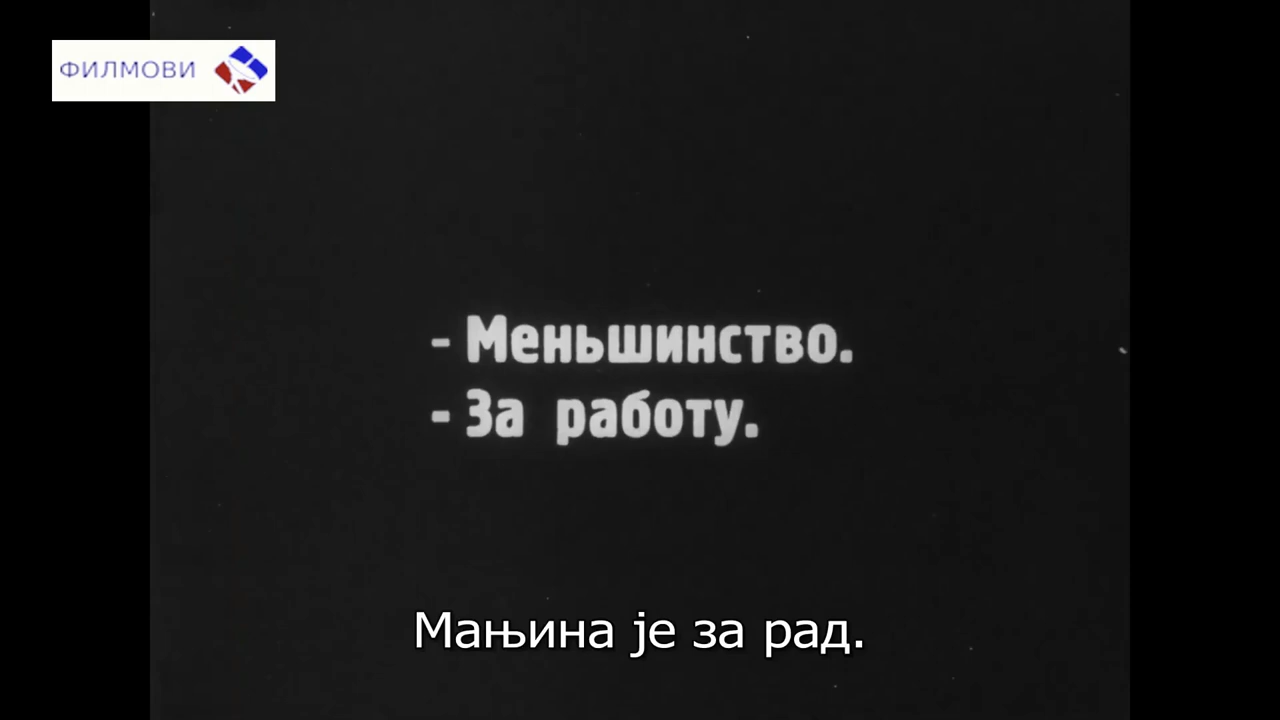 ФИЛМОВИ
- Меньшинство.
- За работу.
Мањина је за рад.